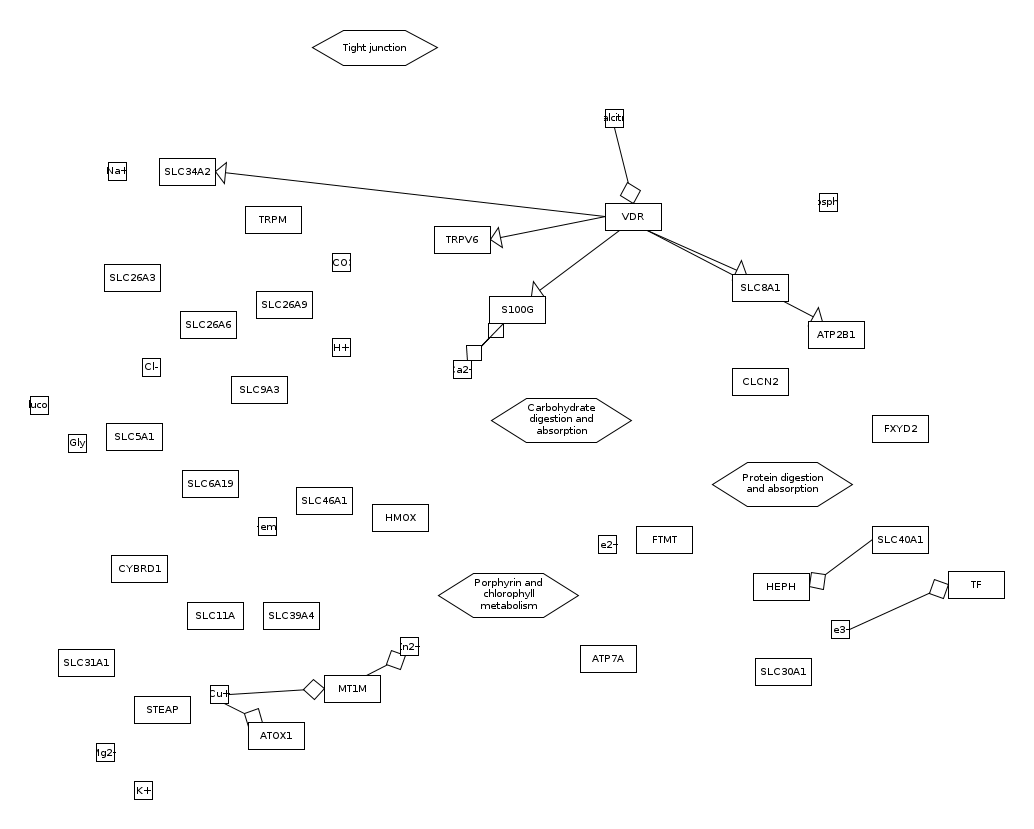 Tight junction
alcitr
Na+
SLC34A2
osph
TRPM
VDR
TRPV6
CO
SLC26A3
SLC8A1
SLC26A9
S100G
SLC26A6
ATP2B1
H+
Cl-
a2-
CLCN2
SLC9A3
luco
Carbohydrate
digestion and
absorption
FXYD2
Gly
SLC5A1
Protein digestion
and absorption
SLC6A19
SLC46A1
HMOX
em
e2-
FTMT
SLC40A1
CYBRD1
Porphyrin and
chlorophyll
metabolism
HEPH
TF
SLC11A
SLC39A4
e3-
n2-
SLC31A1
ATP7A
SLC30A1
Cu+
MT1M
STEAP
ATOX1
1g2-
K+